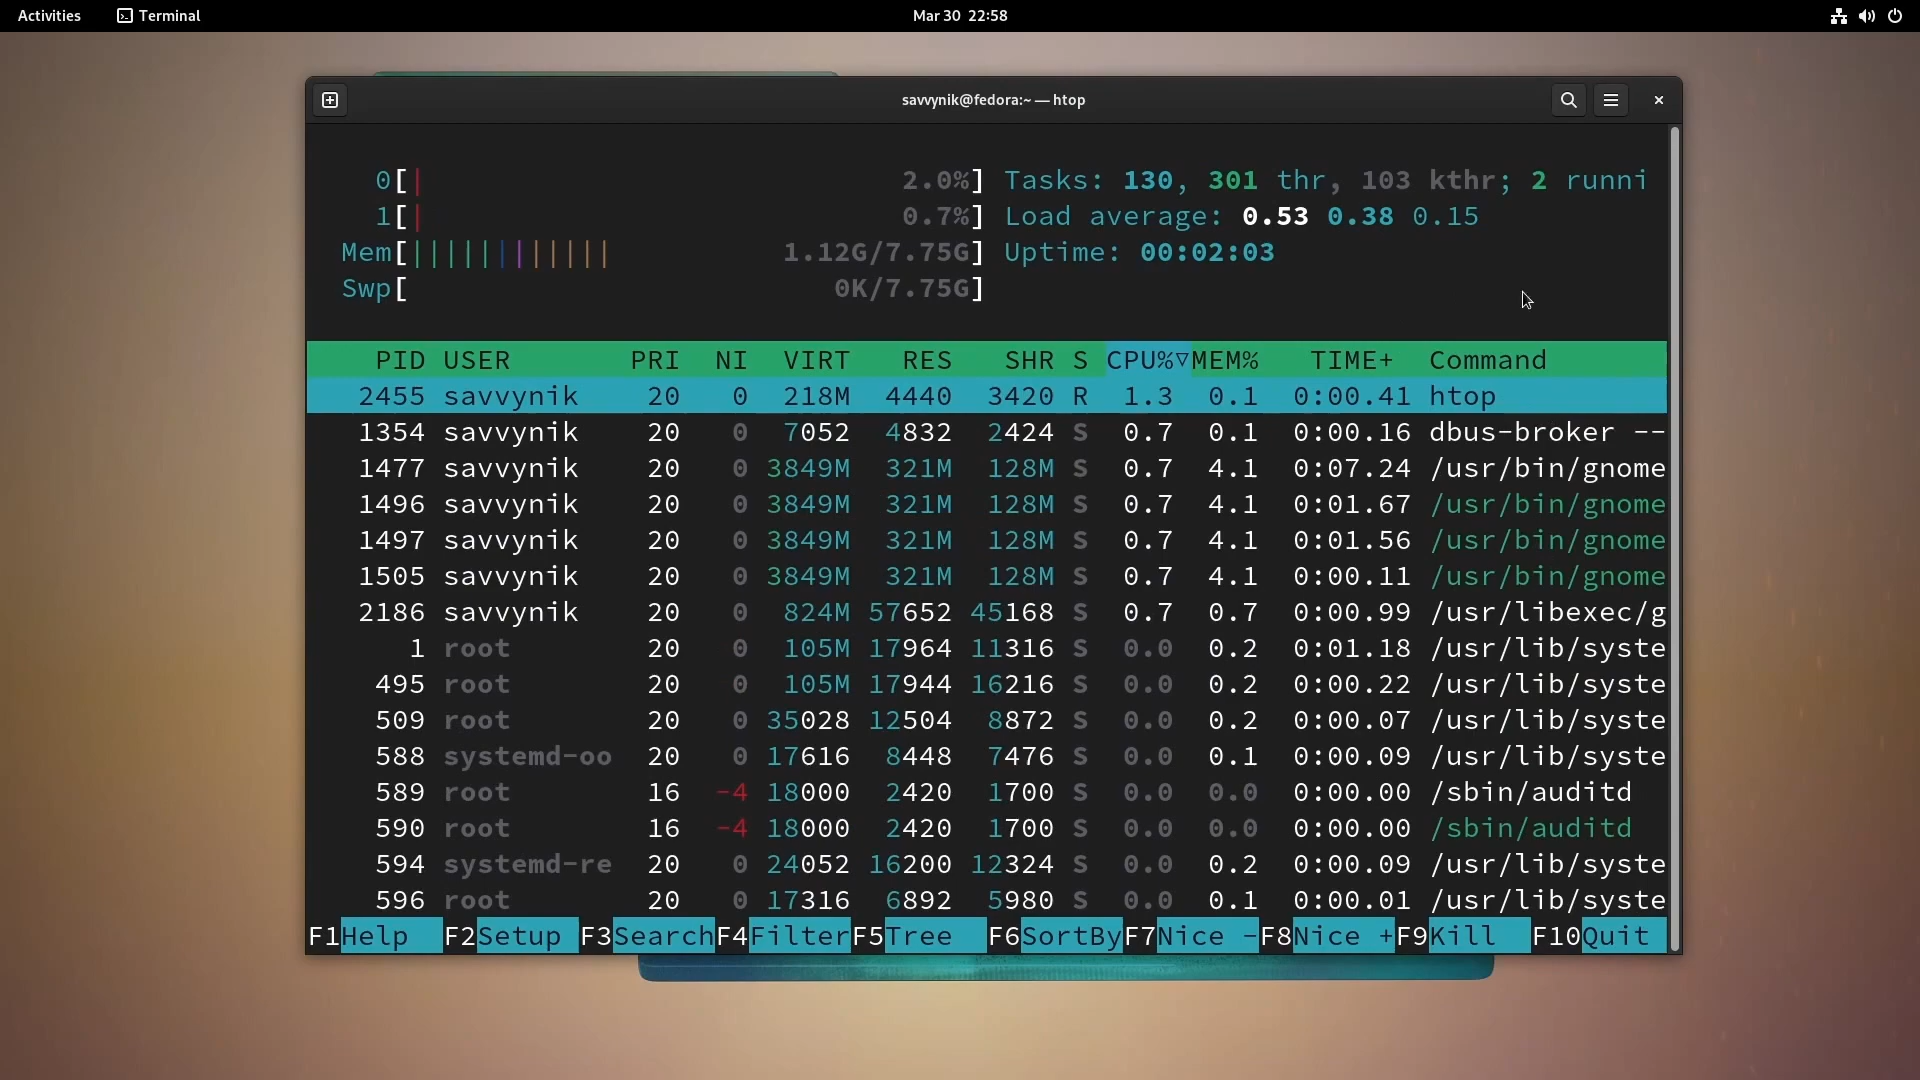 Activities Terminal Mar 30 22:58
savvynik@fedora:~ — htop
0[| 2.0%] Tasks: 130, 301 thr, 103 kthr; 2 runni
1[| 0.7%] Load average: 0.53 0.38 0.15
Mem[|||||||||||| 1.12G/7.75G] Uptime: 00:02:03
Swp[ 0K/7.75G]
PID USER PRI NI VIRT RES SHR S CPU%▽MEM% TIME+ Command
2455 savvynik 20 0 218M 4440 3420 R 1.3 0.1 0:00.41 htop
1354 savvynik 20 0 7052 4832 2424 S 0.7 0.1 0:00.16 dbus-broker --
1477 savvynik 20 0 3849M 321M 128M S 0.7 4.1 0:07.24 /usr/bin/gnome
1496 savvynik 20 0 3849M 321M 128M S 0.7 4.1 0:01.67 /usr/bin/gnome
1497 savvynik 20 0 3849M 321M 128M S 0.7 4.1 0:01.56 /usr/bin/gnome
1505 savvynik 20 0 3849M 321M 128M S 0.7 4.1 0:00.11 /usr/bin/gnome
2186 savvynik 20 0 824M 57652 45168 S 0.7 0.7 0:00.99 /usr/libexec/g
1 root 20 0 105M 17964 11316 S 0.0 0.2 0:01.18 /usr/lib/syste
495 root 20 0 105M 17944 16216 S 0.0 0.2 0:00.22 /usr/lib/syste
509 root 20 0 35028 12504 8872 S 0.0 0.2 0:00.07 /usr/lib/syste
588 systemd-oo 20 0 17616 8448 7476 S 0.0 0.1 0:00.09 /usr/lib/syste
589 root 16 -4 18000 2420 1700 S 0.0 0.0 0:00.00 /sbin/auditd
590 root 16 -4 18000 2420 1700 S 0.0 0.0 0:00.00 /sbin/auditd
594 systemd-re 20 0 24052 16200 12324 S 0.0 0.2 0:00.09 /usr/lib/syste
596 root 20 0 17316 6892 5980 S 0.0 0.1 0:00.01 /usr/lib/syste
F1Help F2Setup F3SearchF4FilterF5Tree F6SortByF7Nice -F8Nice +F9Kill F10Quit